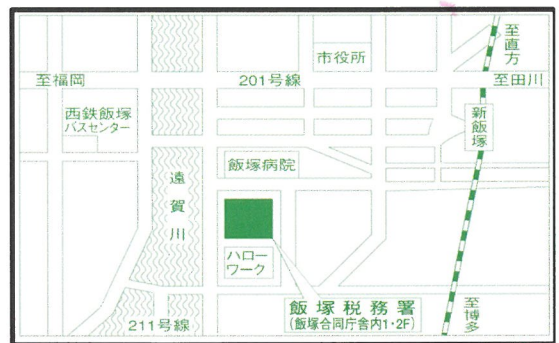 至直方
市役所
至福岡
201号線
至田川
西鉄飯塚
バスセンター
新飯塚
飯塚病院
遠賀川
ハロー
ワーク
飯塚税務署
(飯塚合同庁舎内1・2F)
至博多
211号線